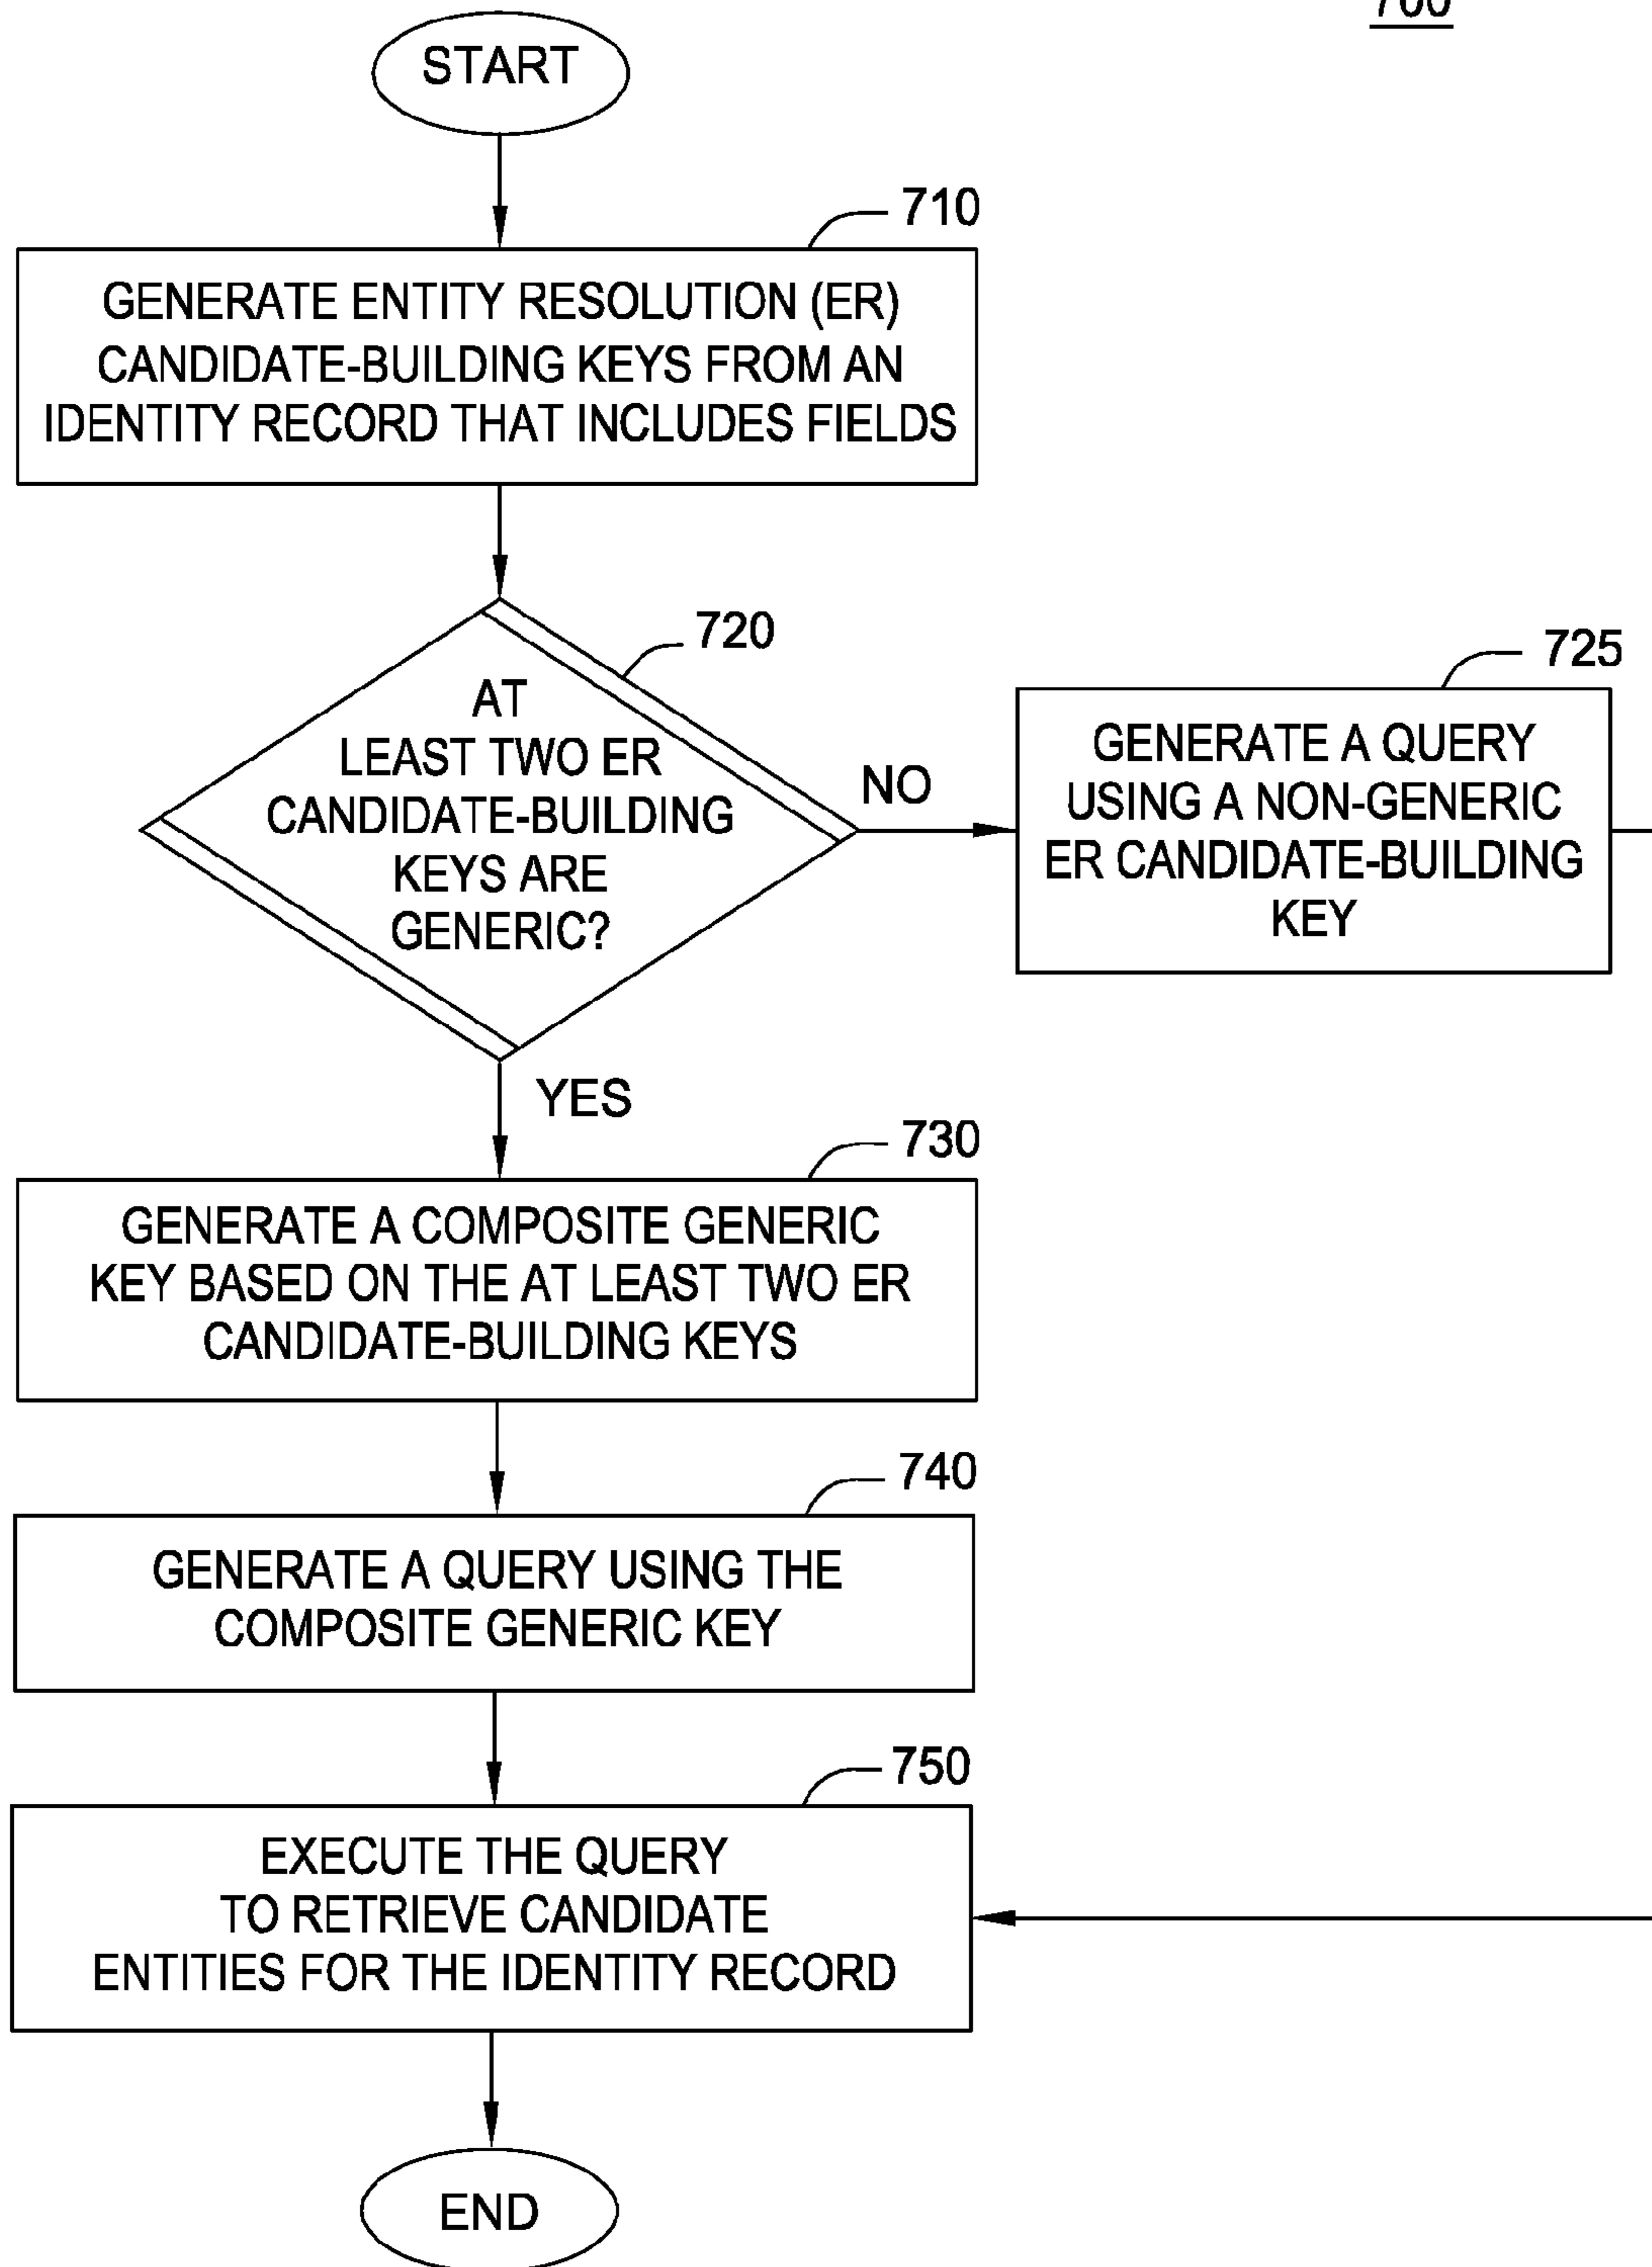 700
START
710
GENERATE ENTITY RESOLUTION (ER)
CANDIDATE-BUILDING KEYS FROM AN
IDENTITY RECORD THAT INCLUDES FIELDS
720
AT
LEAST TWO ER
CANDIDATE-BUILDING
KEYS ARE
GENERIC?
NO
725
GENERATE A QUERY
USING A NON-GENERIC
ER CANDIDATE-BUILDING
KEY
YES
730
GENERATE A COMPOSITE GENERIC
KEY BASED ON THE AT LEAST TWO ER
CANDIDATE-BUILDING KEYS
740
GENERATE A QUERY USING THE
COMPOSITE GENERIC KEY
750
EXECUTE THE QUERY
TO RETRIEVE CANDIDATE
ENTITIES FOR THE IDENTITY RECORD
END